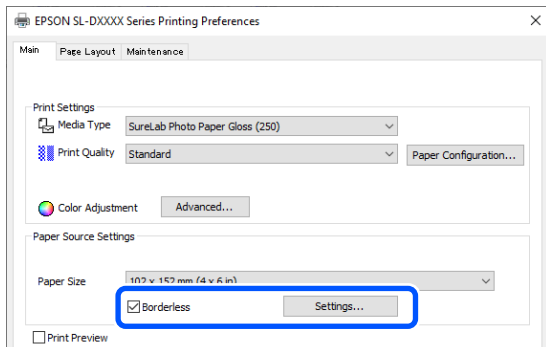 EPSON SL-DXXXX Series Printing Preferences
Main Page Layout Maintenance
Print Settings
Media Type SureLab Photo Paper Gloss (250)
Print Quality Standard Paper Configuration...
Color Adjustment Advanced...
Paper Source Settings
Paper Size 102 x 152 mm (4 x 6 in)
Borderless Settings...
Print Preview